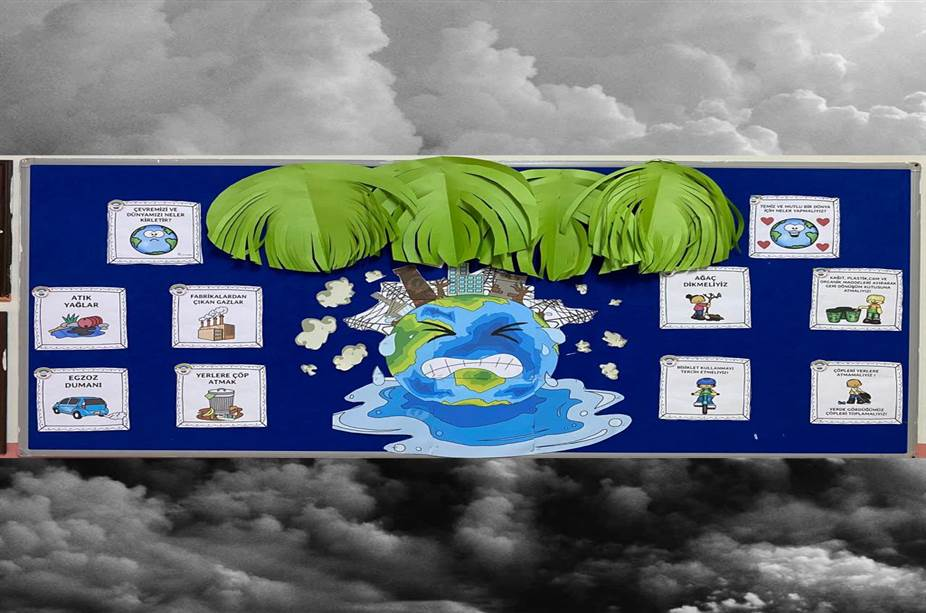 ÇEVREMİZİ VE
DÜNYAMIZI NELER
KİRLETİR?
ATIK
YAĞLAR
FABRİKALARDAN
ÇIKAN GAZLAR
EGZOZ
DUMANI
YERLERE ÇÖP
ATMAK
TEMİZ VE MUTLU BİR DÜNYA
İÇİN NELER YAPMALIYIZ?
AĞAÇ
DİKMELİYİZ
KAĞIT, PLASTİK,CAM VE
ORGANİK MADDELERİ AYIRARAK
GERİ DÖNÜŞÜM KUTUSUNA
ATMALIYIZ!
BİSİKLET KULLANMAYI
TERCİH ETMELİYİZ!
ÇÖPLERİ YERLERE
ATMAMALIYIZ !
YERDE GÖRDÜĞÜMÜZ
ÇÖPLERİ TOPLAMALIYIZ!